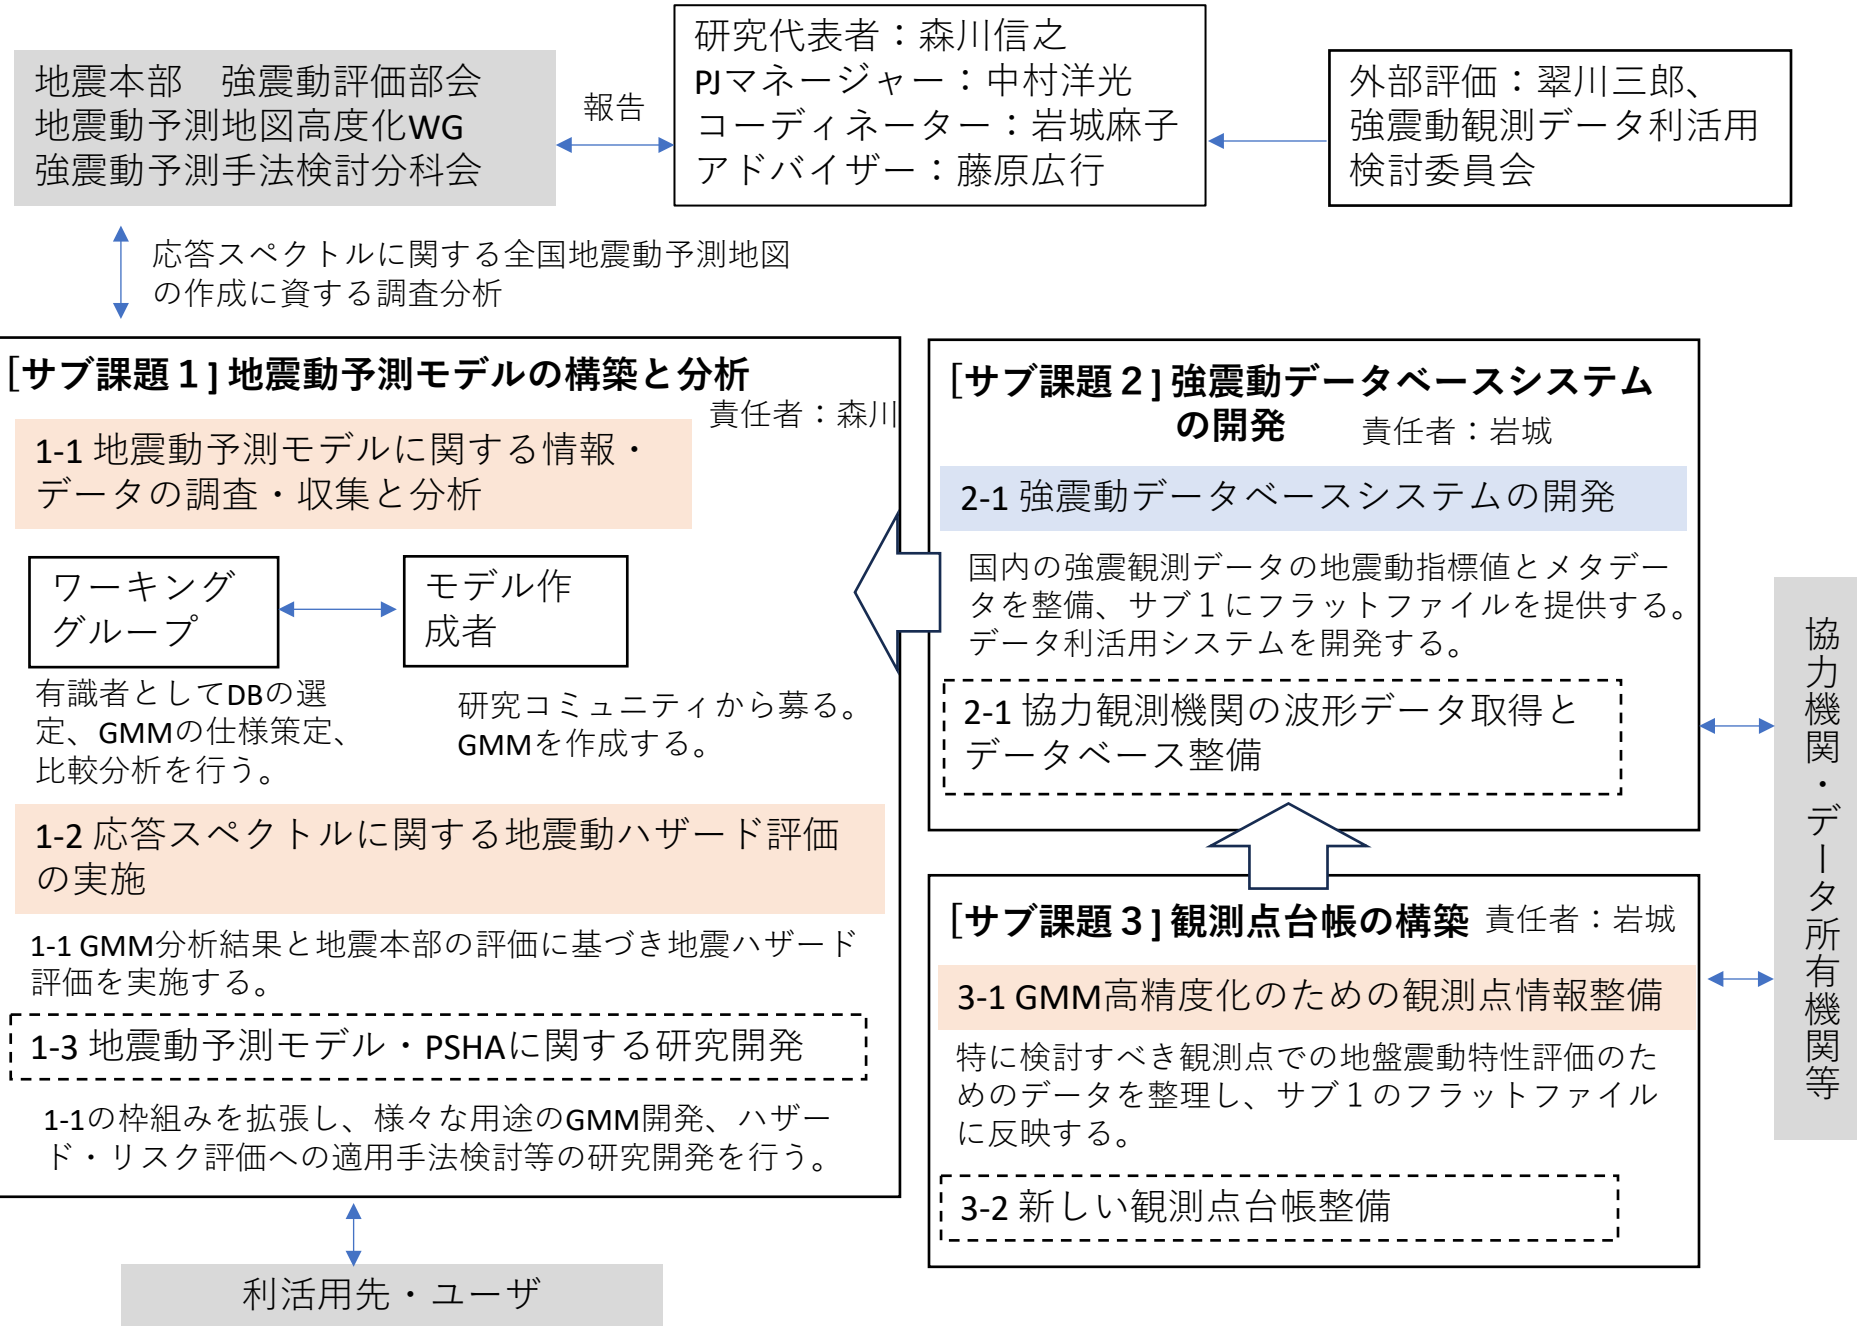 地震本部　強震動評価部会
地震動予測地図高度化WG
強震動予測手法検討分科会
報告
研究代表者：森川信之
PJマネージャー：中村洋光
コーディネーター：岩城麻子
アドバイザー：藤原広行
外部評価：翠川三郎、
強震動観測データ利活用
検討委員会
応答スペクトルに関する全国地震動予測地図
の作成に資する調査分析
[サブ課題１] 地震動予測モデルの構築と分析
責任者：森川
1-1 地震動予測モデルに関する情報・
データの調査・収集と分析
ワーキング
グループ
モデル作
成者
有識者としてDBの選
定、GMMの仕様策定、
比較分析を行う。
研究コミュニティから募る。
GMMを作成する。
1-2 応答スペクトルに関する地震動ハザード評価
の実施
1-1 GMM分析結果と地震本部の評価に基づき地震ハザード
評価を実施する。
1-3 地震動予測モデル・PSHAに関する研究開発
1-1の枠組みを拡張し、様々な用途のGMM開発、ハザー
ド・リスク評価への適用手法検討等の研究開発を行う。
利活用先・ユーザ
[サブ課題２] 強震動データベースシステム
の開発　責任者：岩城
2-1 強震動データベースシステムの開発
国内の強震観測データの地震動指標値とメタデー
タを整備、サブ１にフラットファイルを提供する。
データ利活用システムを開発する。
2-1 協力観測機関の波形データ取得と
データベース整備
[サブ課題３] 観測点台帳の構築 責任者：岩城
3-1 GMM高精度化のための観測点情報整備
特に検討すべき観測点での地盤震動特性評価のた
めのデータを整理し、サブ１のフラットファイル
に反映する。
3-2 新しい観測点台帳整備
協力機関・データ所有機関等